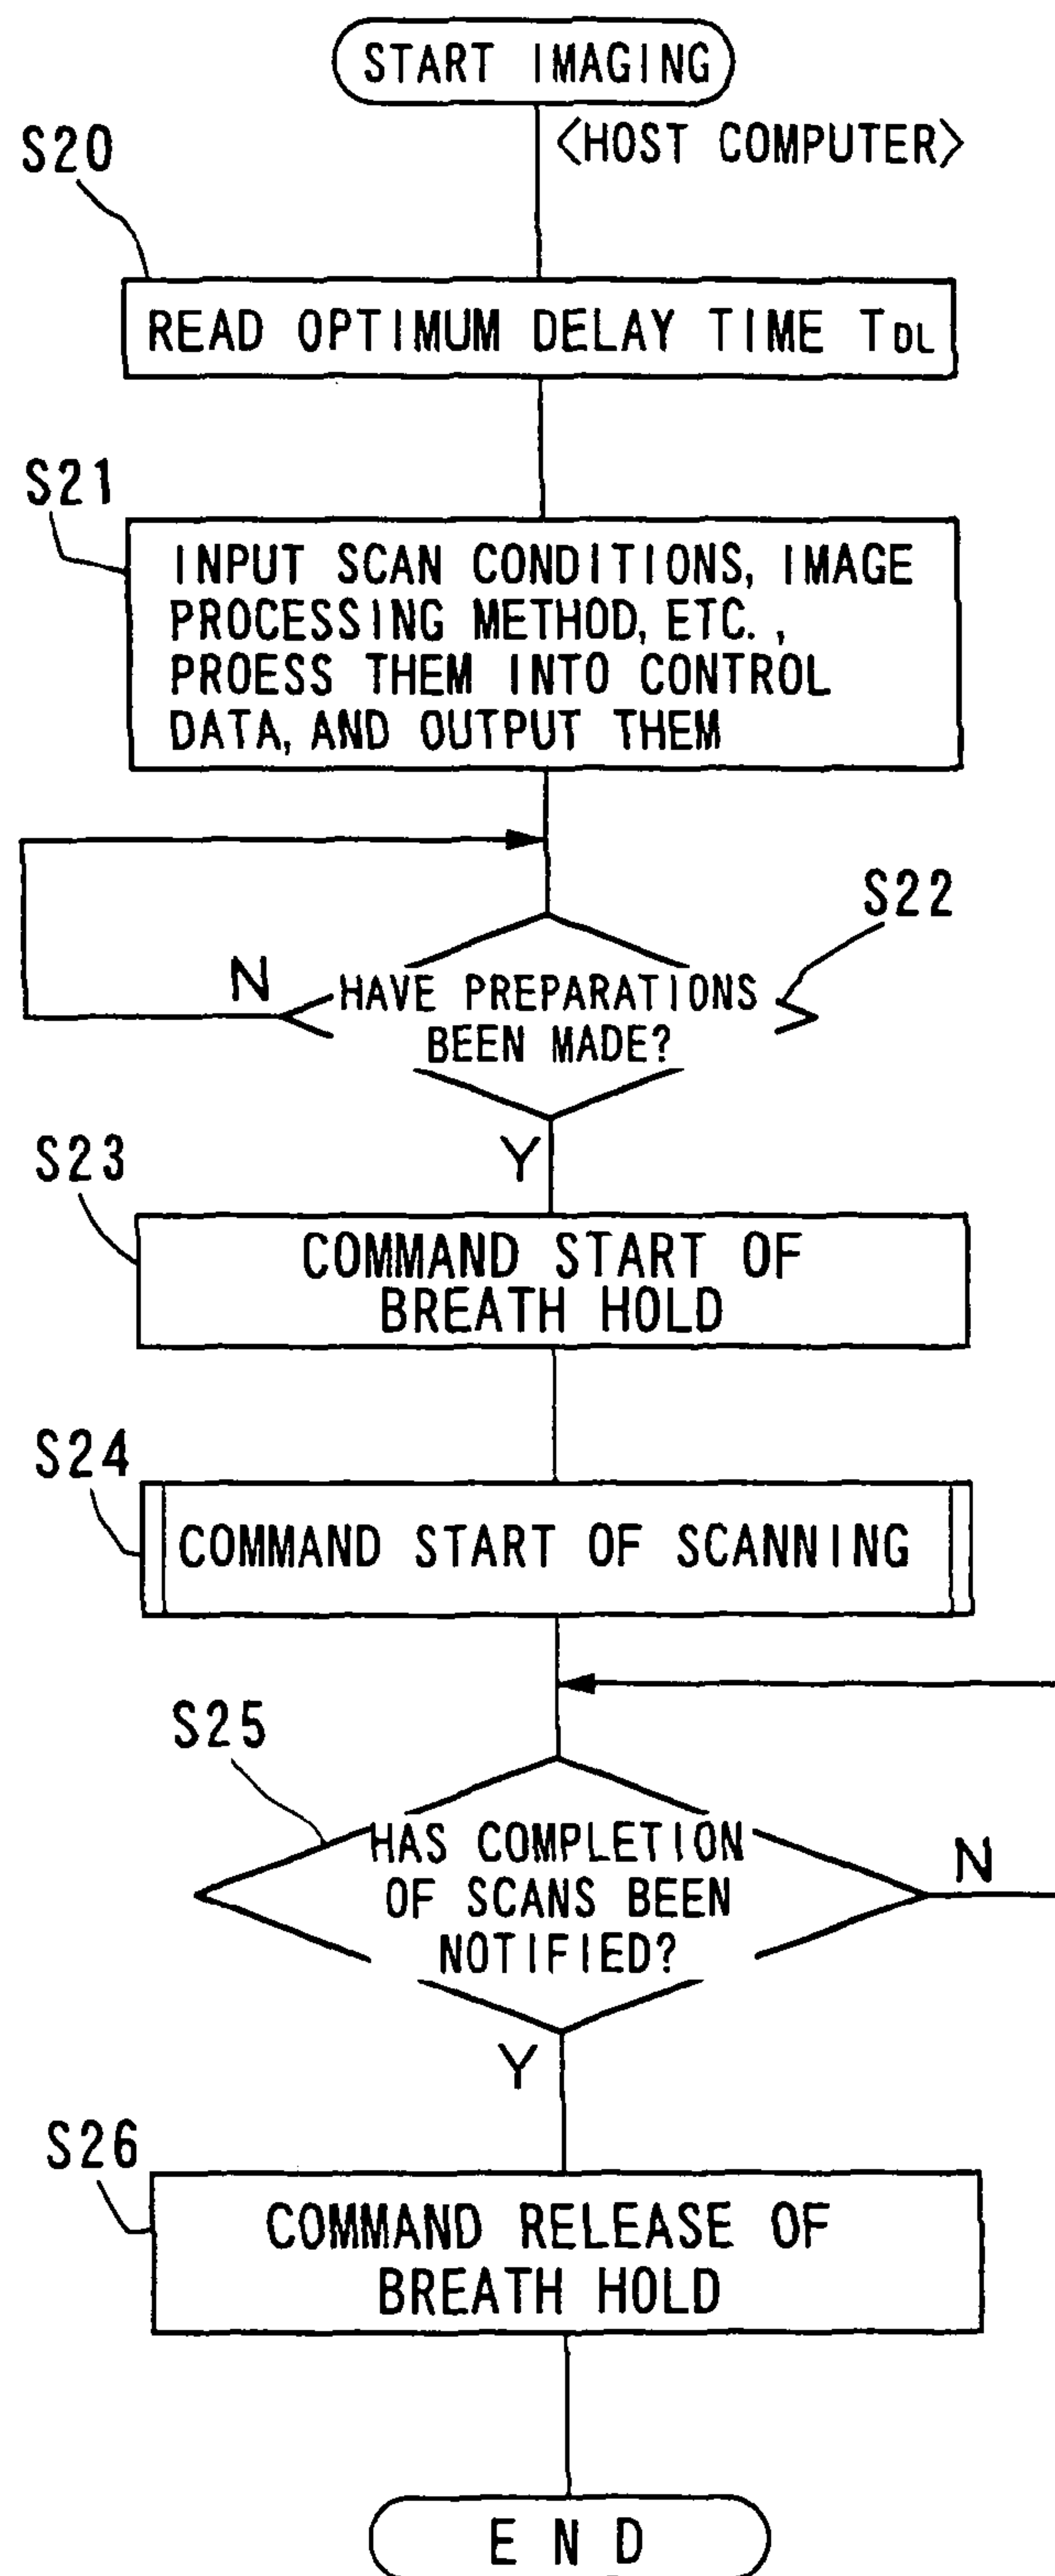 START IMAGING
<HOST COMPUTER>
S20
READ OPTIMUM DELAY TIME TDL
S21
INPUT SCAN CONDITIONS, IMAGE
PROCESSING METHOD, ETC.,
PROESS THEM INTO CONTROL
DATA, AND OUTPUT THEM
S22
N
HAVE PREPARATIONS
BEEN MADE?
Y
S23
COMMAND START OF
BREATH HOLD
S24
COMMAND START OF SCANNING
S25
HAS COMPLETION
OF SCANS BEEN
NOTIFIED?
N
Y
S26
COMMAND RELEASE OF
BREATH HOLD
END